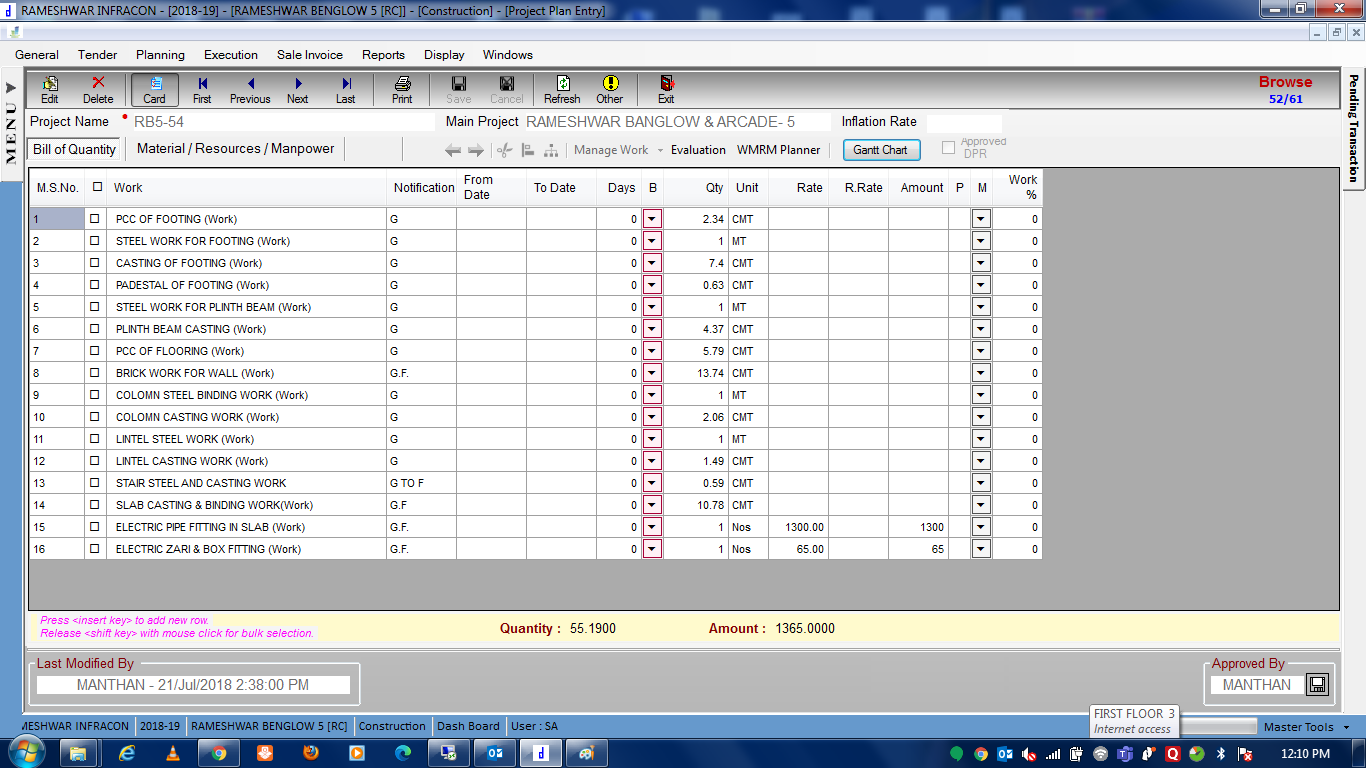 RAMESHWAR INFRACON - [2018-19] - [RAMESHWAR BENGLOW 5 [RC]] - [Construction] - [Project Plan Entry]
General Tender Planning Execution Sale Invoice Reports Display Windows
MENU
Edit Delete Card First Previous Next Last Print Save Cancel Refresh Other Exit
Browse
52/61
Pending Transaction
Project Name * RB5-54 Main Project RAMESHWAR BANGLOW & ARCADE- 5 Inflation Rate
Bill of Quantity Material / Resources / Manpower Manage Work Evaluation WMRM Planner Gantt Chart Approved DPR
M.S.No. Work Notification From Date To Date Days B Qty Unit Rate R.Rate Amount P M Work %
1 PCC OF FOOTING (Work) G 0 2.34 CMT 0
2 STEEL WORK FOR FOOTING (Work) G 0 1 MT 0
3 CASTING OF FOOTING (Work) G 0 7.4 CMT 0
4 PADESTAL OF FOOTING (Work) G 0 0.63 CMT 0
5 STEEL WORK FOR PLINTH BEAM (Work) G 0 1 MT 0
6 PLINTH BEAM CASTING (Work) G 0 4.37 CMT 0
7 PCC OF FLOORING (Work) G 0 5.79 CMT 0
8 BRICK WORK FOR WALL (Work) G.F. 0 13.74 CMT 0
9 COLOMN STEEL BINDING WORK (Work) G 0 1 MT 0
10 COLOMN CASTING WORK (Work) G 0 2.06 CMT 0
11 LINTEL STEEL WORK (Work) G 0 1 MT 0
12 LINTEL CASTING WORK (Work) G 0 1.49 CMT 0
13 STAIR STEEL AND CASTING WORK G TO F 0 0.59 CMT 0
14 SLAB CASTING & BINDING WORK(Work) G.F 0 10.78 CMT 0
15 ELECTRIC PIPE FITTING IN SLAB (Work) G.F. 0 1 Nos 1300.00 1300 0
16 ELECTRIC ZARI & BOX FITTING (Work) G.F. 0 1 Nos 65.00 65 0
Press <insert key> to add new row.
Release <shift key> with mouse click for bulk selection.
Quantity : 55.1900 Amount : 1365.0000
Last Modified By
MANTHAN - 21/Jul/2018 2:38:00 PM
Approved By
MANTHAN
FIRST FLOOR 3
Internet access
MESHWAR INFRACON 2018-19 RAMESHWAR BENGLOW 5 [RC] Construction Dash Board User : SA Master Tools
12:10 PM